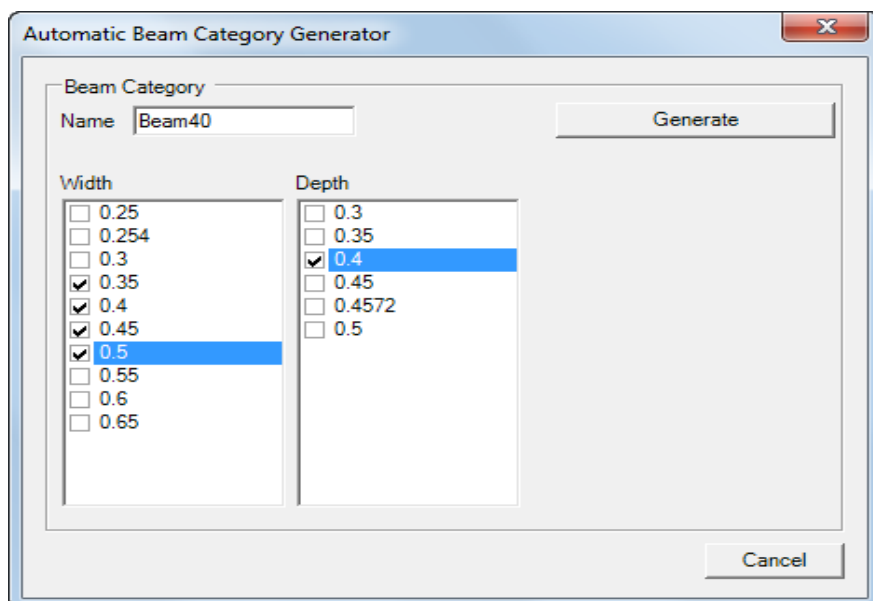 Automatic Beam Category Generator
Beam Category
Name Beam40 Generate
Width Depth
0.25 0.3
0.254 0.35
0.3 0.4
0.35 0.45
0.4 0.4572
0.45 0.5
0.5
0.55
0.6
0.65
Cancel